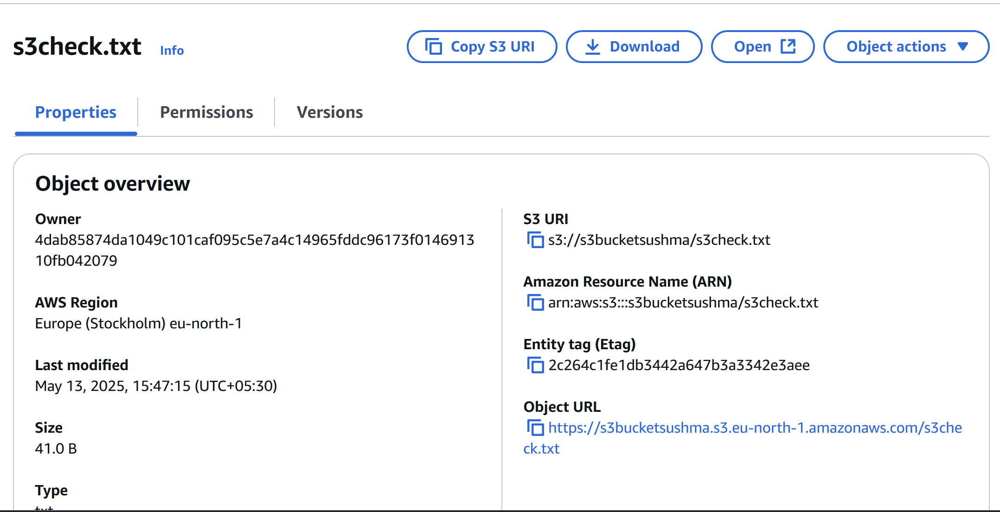 s3check.txt Info
Copy S3 URI
Download
Open
Object actions
Properties
Permissions
Versions
Object overview
Owner
4dab85874da1049c101caf095c5e7a4c14965fddc96173f0146913
10fb042079
AWS Region
Europe (Stockholm) eu-north-1
Last modified
May 13, 2025, 15:47:15 (UTC+05:30)
Size
41.0 B
Type
txt
S3 URI
s3://s3bucketsushma/s3check.txt
Amazon Resource Name (ARN)
arn:aws:s3:::s3bucketsushma/s3check.txt
Entity tag (Etag)
2c264c1fe1db3442a647b3a3342e3aee
Object URL
https://s3bucketsushma.s3.eu-north-1.amazonaws.com/s3che
ck.txt